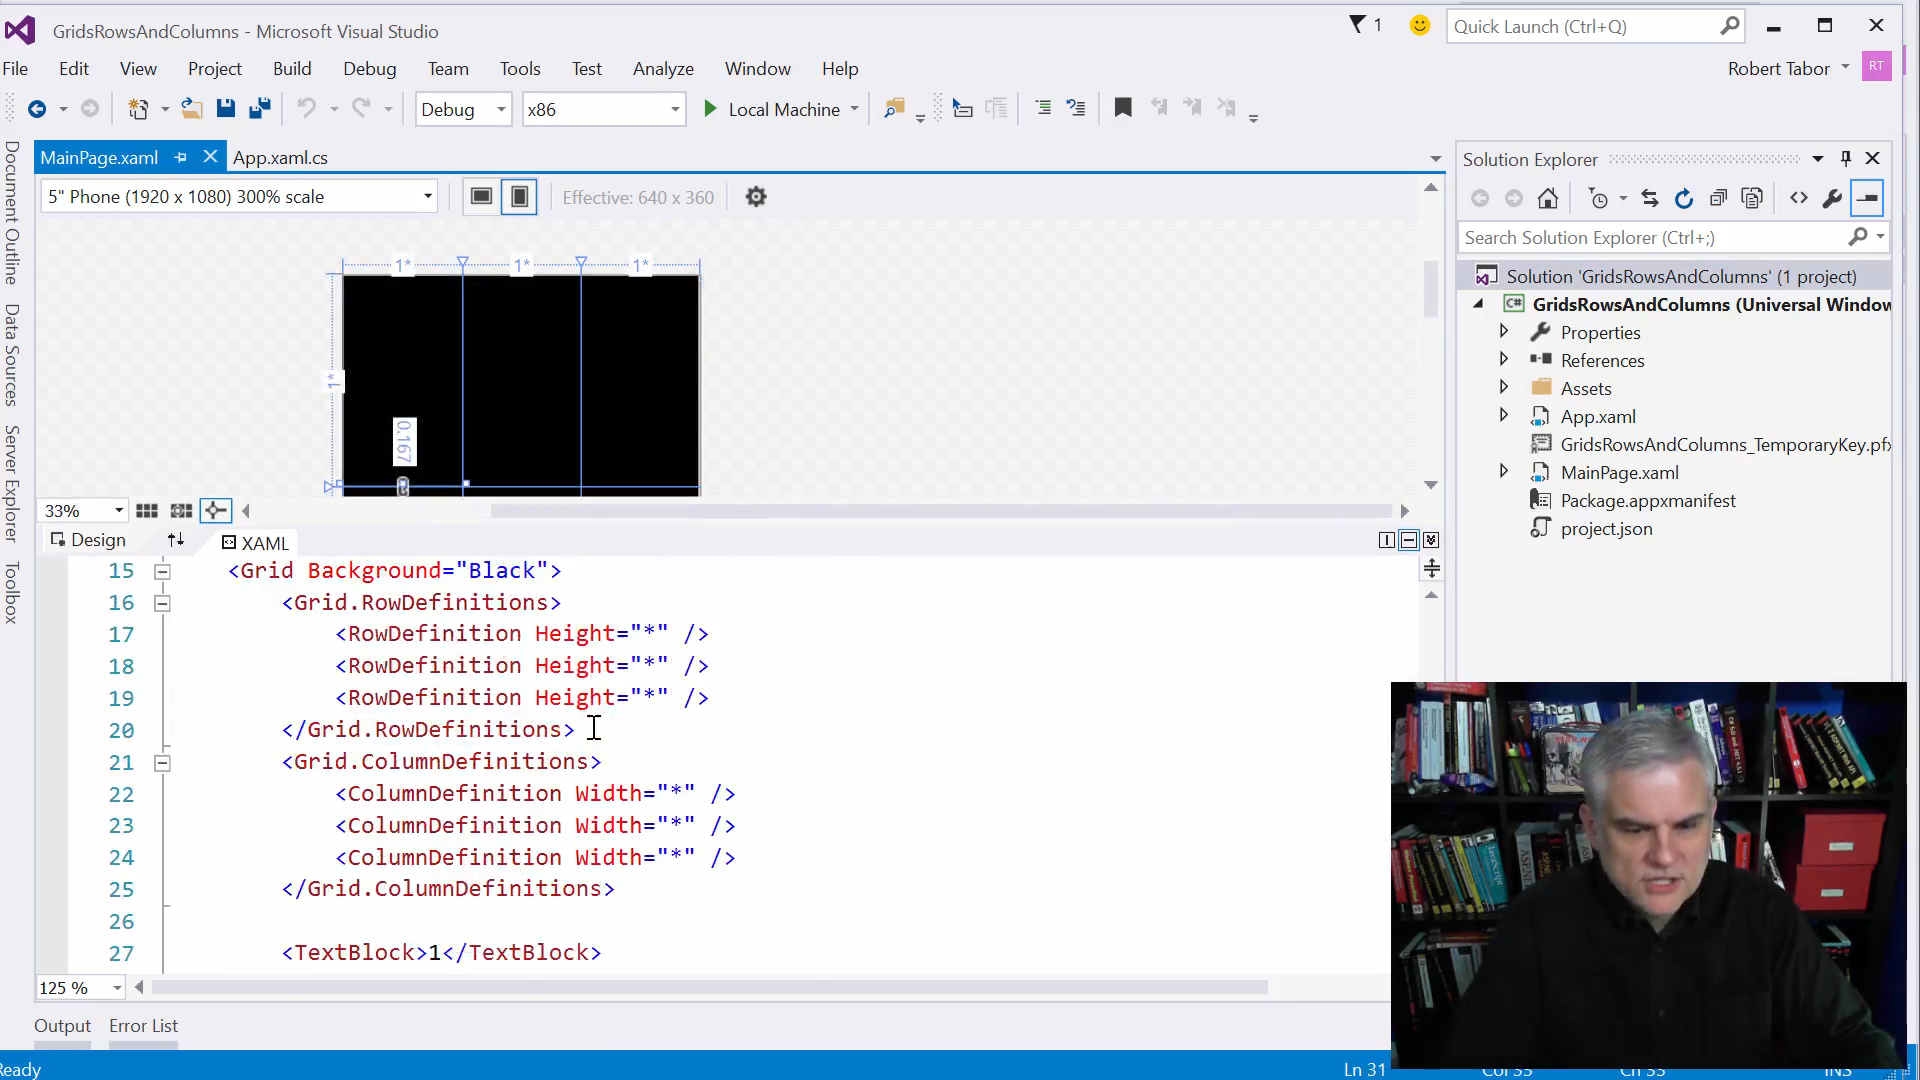 GridsRowsAndColumns - Microsoft Visual Studio
1
Quick Launch (Ctrl+Q)
File Edit View Project Build Debug Team Tools Test Analyze Window Help
Robert Tabor
RT
Debug
x86
Local Machine
MainPage.xaml
App.xaml.cs
5" Phone (1920 x 1080) 300% scale
Effective: 640 x 360
1* 1* 1*
1*
0.167
33%
Design
XAML
15 <Grid Background="Black">
16 <Grid.RowDefinitions>
17 <RowDefinition Height="*" />
18 <RowDefinition Height="*" />
19 <RowDefinition Height="*" />
20 </Grid.RowDefinitions>
21 <Grid.ColumnDefinitions>
22 <ColumnDefinition Width="*" />
23 <ColumnDefinition Width="*" />
24 <ColumnDefinition Width="*" />
25 </Grid.ColumnDefinitions>
26
27 <TextBlock>1</TextBlock>
125 %
Output Error List
Ready
Ln 31
Document Outline
Data Sources
Server Explorer
Toolbox
Solution Explorer
Search Solution Explorer (Ctrl+;)
Solution 'GridsRowsAndColumns' (1 project)
C# GridsRowsAndColumns (Universal Window
Properties
References
Assets
App.xaml
GridsRowsAndColumns_TemporaryKey.pfx
MainPage.xaml
Package.appxmanifest
project.json